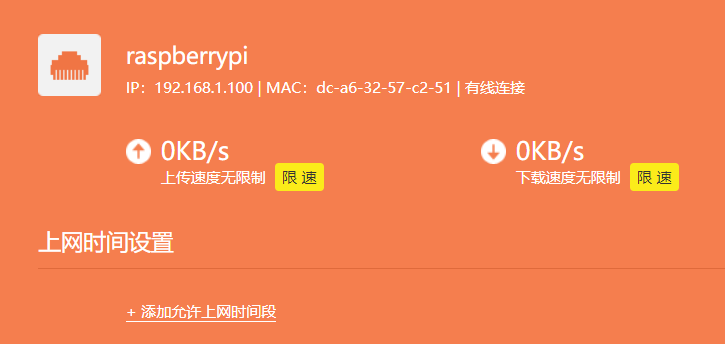 raspberrypi
IP：192.168.1.100 | MAC：dc-a6-32-57-c2-51 | 有线连接
0KB/s
上传速度无限制 限 速
0KB/s
下载速度无限制 限 速
上网时间设置
+ 添加允许上网时间段